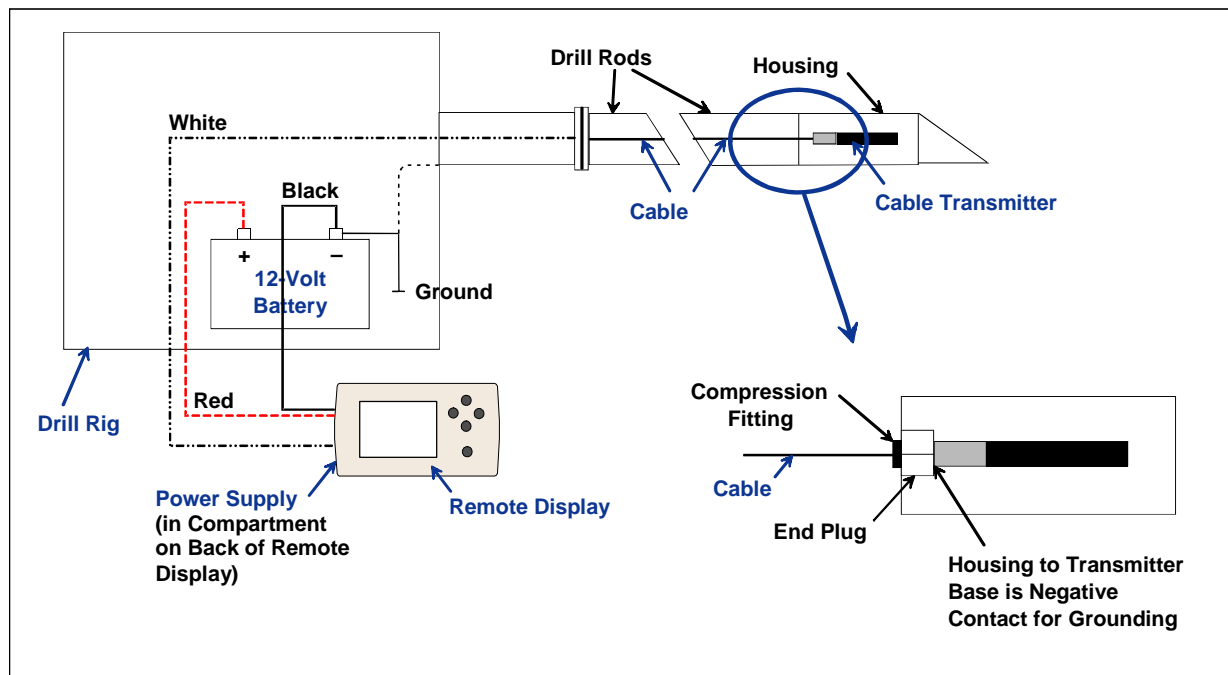 Drill Rods
Housing
White
Black
Cable
Cable Transmitter
+
–
12-Volt
Battery
Ground
Red
Drill Rig
Power Supply
(in Compartment
on Back of Remote
Display)
Remote Display
Compression
Fitting
Cable
End Plug
Housing to Transmitter
Base is Negative
Contact for Grounding